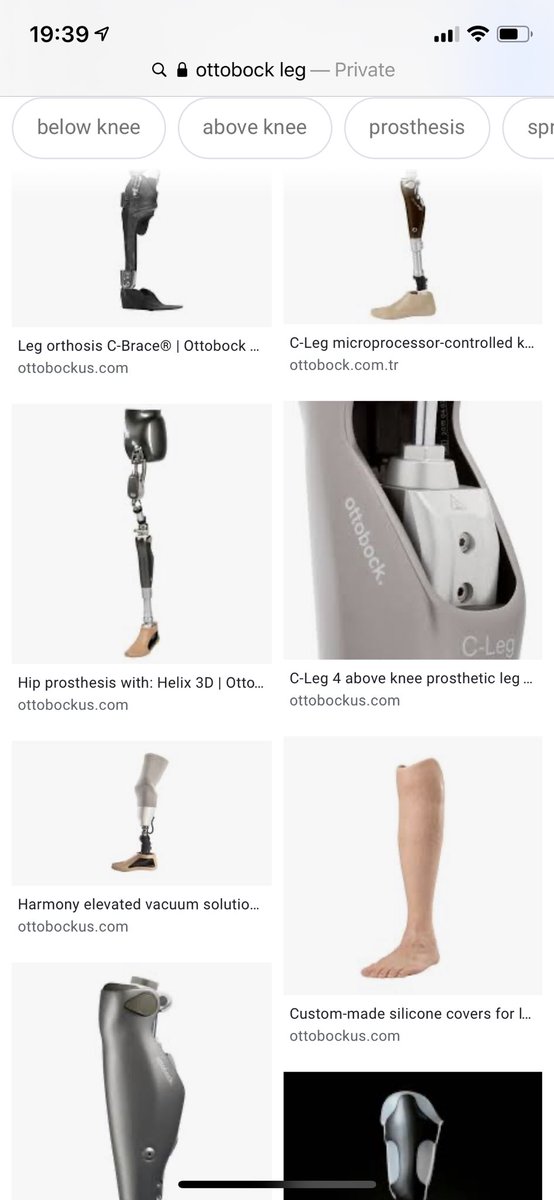 19:39
ottobock leg — Private
below knee
above knee
prosthesis
spr
Leg orthosis C-Brace® | Ottobock ...
ottobockus.com
C-Leg microprocessor-controlled k...
ottobock.com.tr
ottobock.
C-Leg
Hip prosthesis with: Helix 3D | Otto...
ottobockus.com
C-Leg 4 above knee prosthetic leg ...
ottobockus.com
Harmony elevated vacuum solutio...
ottobockus.com
Custom-made silicone covers for l...
ottobockus.com